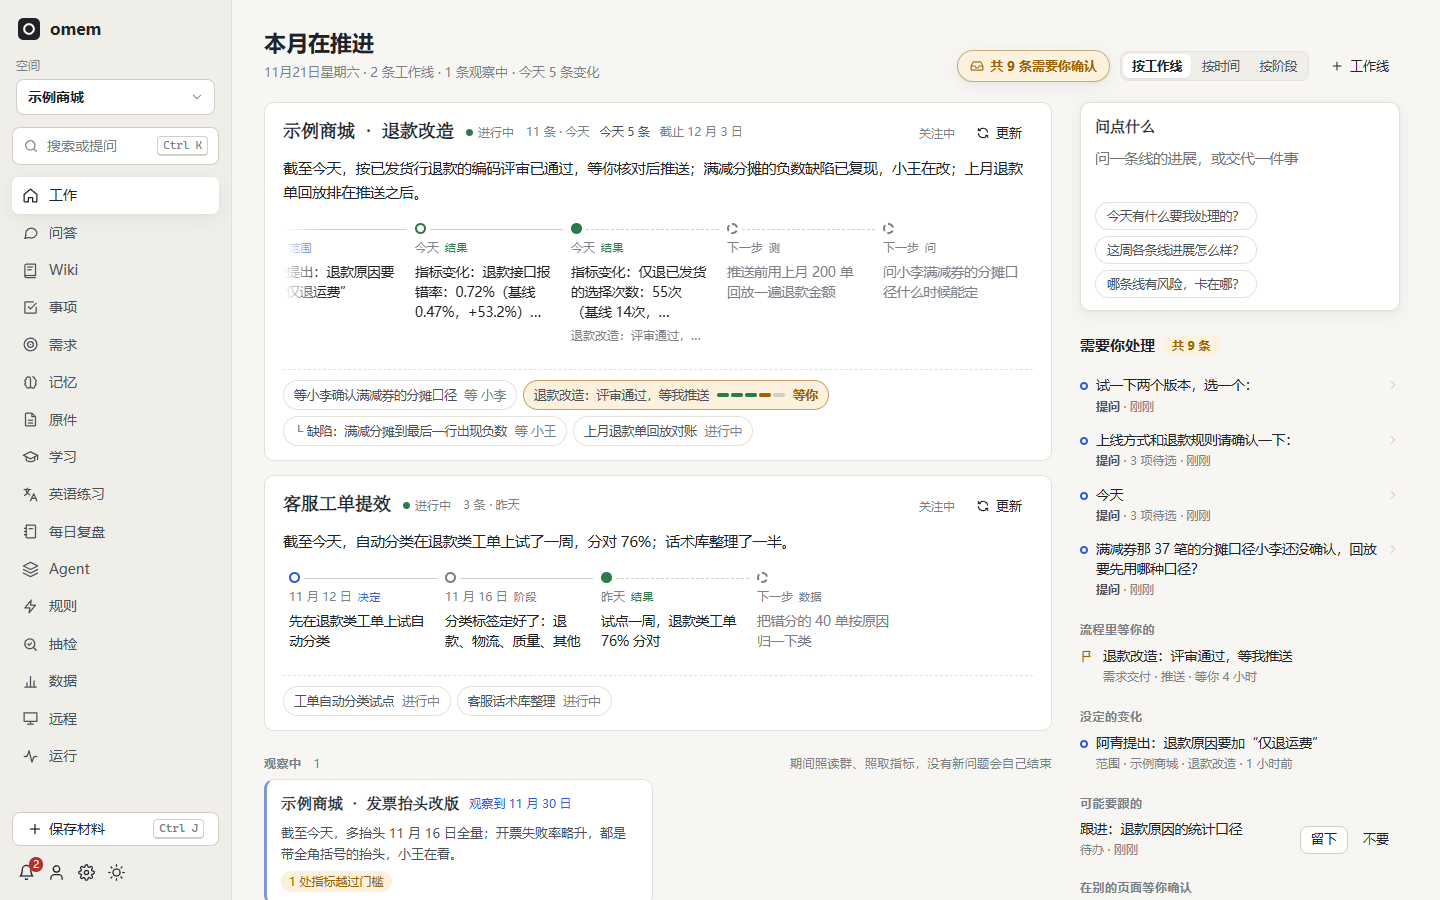 omem
空间
示例商城
搜索或提问 Ctrl K
工作
问答
Wiki
事项
需求
记忆
原件
学习
英语练习
每日复盘
Agent
规则
抽检
数据
远程
运行
保存材料 Ctrl J
2
本月在推进
11月21日星期六 · 2 条工作线 · 1 条观察中 · 今天 5 条变化
共 9 条需要你确认
按工作线 按时间 按阶段
+ 工作线
示例商城 · 退款改造 进行中 11 条 · 今天 今天 5 条 截止 12 月 3 日 关注中 更新
截至今天，按已发货行退款的编码评审已通过，等你核对后推送；满减分摊的负数缺陷已复现，小王在改；上月退款
单回放排在推送之后。
范围
提出：退款原因要
仅退运费”
今天 结果
指标变化：退款接口报
错率：0.72%（基线
0.47%，+53.2%）…
今天 结果
指标变化：仅退已发货
的选择次数：55次
（基线 14次，…
退款改造：评审通过，…
下一步 测
推送前用上月 200 单
回放一遍退款金额
下一步 问
问小李满减券的分摊口
径什么时候能定
等小李确认满减券的分摊口径 等 小李
退款改造：评审通过，等我推送 等你
└ 缺陷：满减分摊到最后一行出现负数 等 小王
上月退款单回放对账 进行中
客服工单提效 进行中 3 条 · 昨天 关注中 更新
截至今天，自动分类在退款类工单上试了一周，分对 76%；话术库整理了一半。
11 月 12 日 决定
先在退款类工单上试自
动分类
11 月 16 日 阶段
分类标签定好了：退
款、物流、质量、其他
昨天 结果
试点一周，退款类工单
76% 分对
下一步 数据
把错分的 40 单按原因
归一下类
工单自动分类试点 进行中
客服话术库整理 进行中
观察中 1 期间照读群、照取指标，没有新问题会自己结束
示例商城 · 发票抬头改版 观察到 11 月 30 日
截至今天，多抬头 11 月 16 日全量；开票失败率略升，都是
带全角括号的抬头，小王在看。
1 处指标越过门槛
问点什么
问一条线的进展，或交代一件事
今天有什么要我处理的？
这周各条线进展怎么样？
哪条线有风险，卡在哪？
需要你处理 共 9 条
试一下两个版本，选一个：
提问 · 刚刚
上线方式和退款规则请确认一下：
提问 · 3 项待选 · 刚刚
今天
提问 · 3 项待选 · 刚刚
满减券那 37 笔的分摊口径小李还没确认，回放
要先用哪种口径？
提问 · 刚刚
流程里等你的
退款改造：评审通过，等我推送
需求交付 · 推送 · 等你 4 小时
没定的变化
阿青提出：退款原因要加“仅退运费”
范围 · 示例商城 · 退款改造 · 1 小时前
可能要跟的
跟进：退款原因的统计口径
待办 · 刚刚
留下 不要
在别的页面等你确认